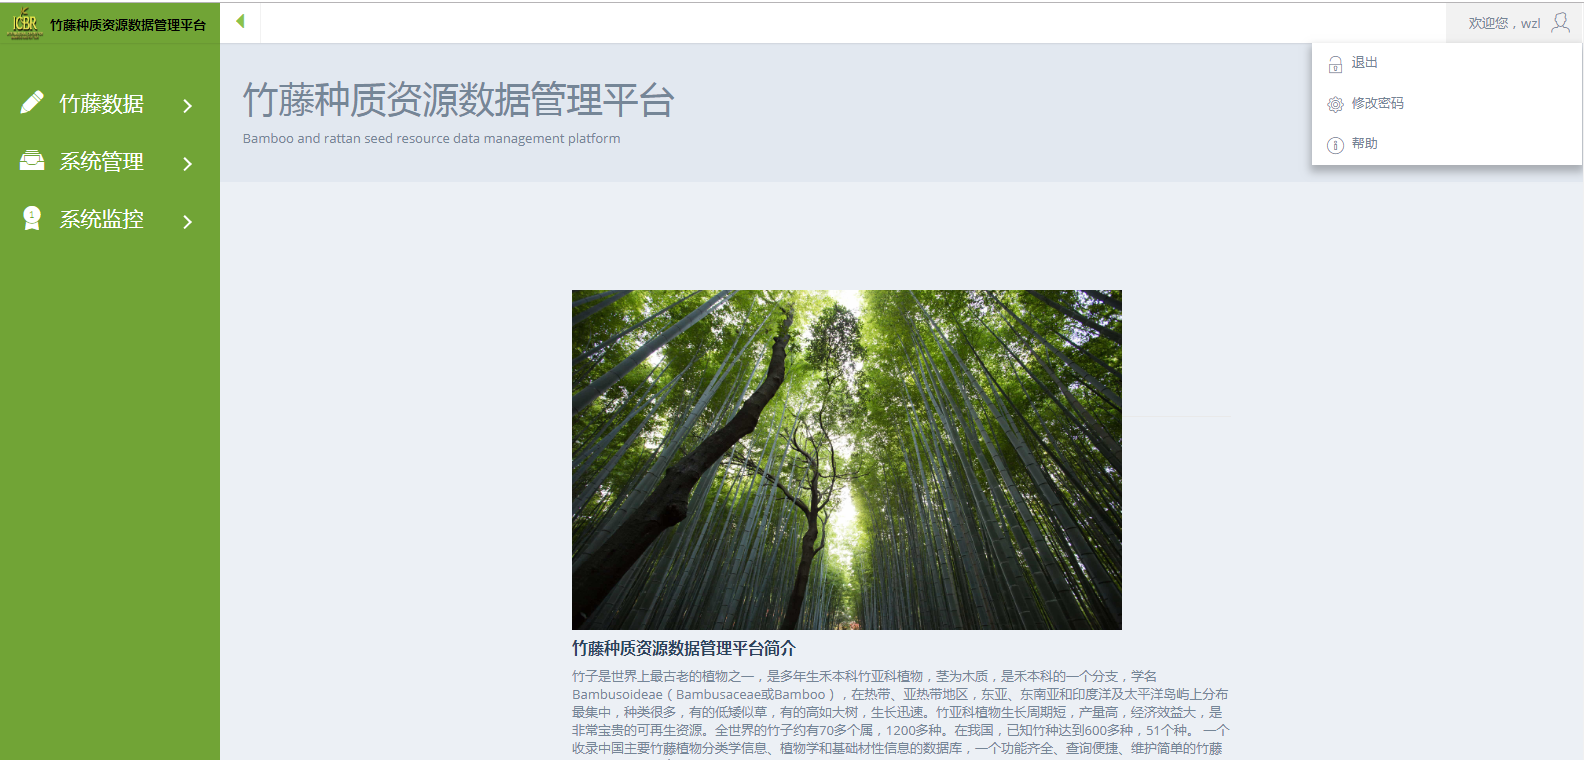 ICBR 竹藤种质资源数据管理平台
欢迎您，wzl
退出
修改密码
帮助
竹藤数据
系统管理
1 系统监控
竹藤种质资源数据管理平台
Bamboo and rattan seed resource data management platform
竹藤种质资源数据管理平台简介
竹子是世界上最古老的植物之一，是多年生禾本科竹亚科植物，茎为木质，是禾本科的一个分支，学名
Bambusoideae（Bambusaceae或Bamboo），在热带、亚热带地区，东亚、东南亚和印度洋及太平洋岛屿上分布
最集中，种类很多，有的低矮似草，有的高如大树，生长迅速。竹亚科植物生长周期短，产量高，经济效益大，是
非常宝贵的可再生资源。全世界的竹子约有70多个属，1200多种。在我国，已知竹种达到600多种，51个种。 一个
收录中国主要竹藤植物分类学信息、植物学和基础材性信息的数据库，一个功能齐全、查询便捷、维护简单的竹藤